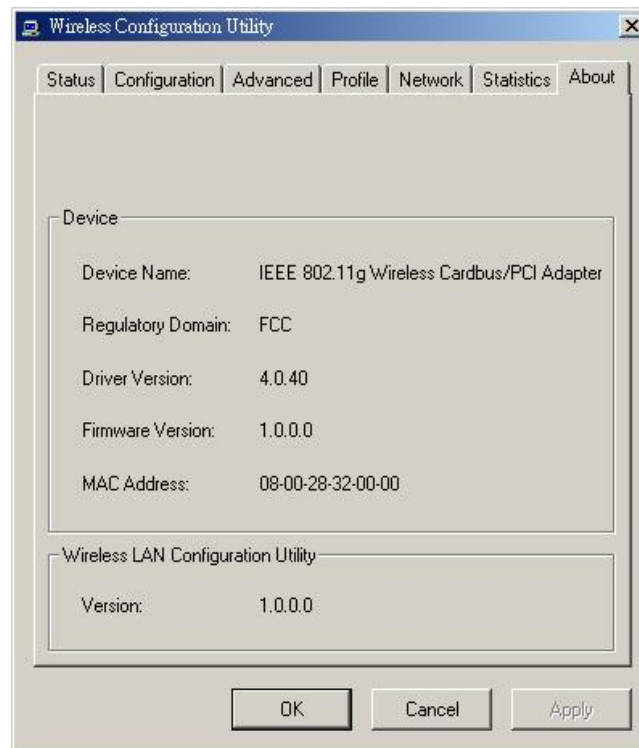 Wireless Configuration Utility
Status Configuration Advanced Profile Network Statistics About
Device
Device Name: IEEE 802.11g Wireless Cardbus/PCI Adapter
Regulatory Domain: FCC
Driver Version: 4.0.40
Firmware Version: 1.0.0.0
MAC Address: 08-00-28-32-00-00
Wireless LAN Configuration Utility
Version: 1.0.0.0
OK Cancel Apply